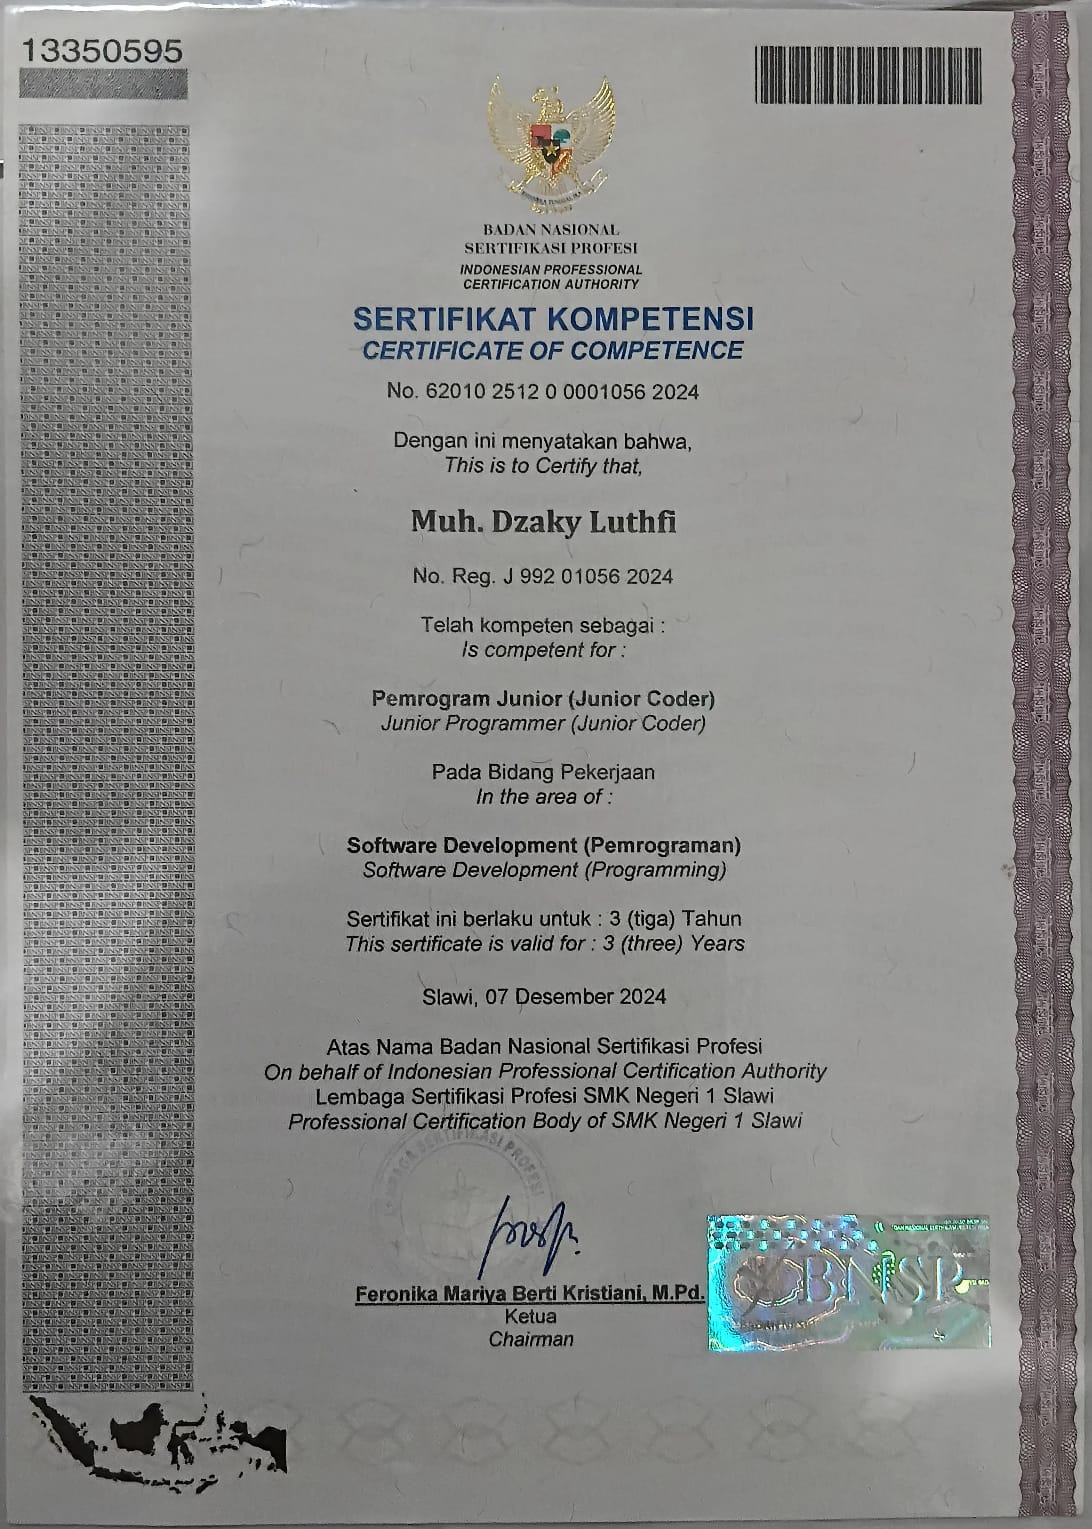 13350595
BADAN NASIONAL
SERTIFIKASI PROFESI
INDONESIAN PROFESSIONAL
CERTIFICATION AUTHORITY
SERTIFIKAT KOMPETENSI
CERTIFICATE OF COMPETENCE
No. 62010 2512 0 0001056 2024
Dengan ini menyatakan bahwa,
This is to Certify that,
Muh. Dzaky Luthfi
No. Reg. J 992 01056 2024
Telah kompeten sebagai :
Is competent for :
Pemrogram Junior (Junior Coder)
Junior Programmer (Junior Coder)
Pada Bidang Pekerjaan
In the area of :
Software Development (Pemrograman)
Software Development (Programming)
Sertifikat ini berlaku untuk : 3 (tiga) Tahun
This sertificate is valid for : 3 (three) Years
Slawi, 07 Desember 2024
Atas Nama Badan Nasional Sertifikasi Profesi
On behalf of Indonesian Professional Certification Authority
Lembaga Sertifikasi Profesi SMK Negeri 1 Slawi
Professional Certification Body of SMK Negeri 1 Slawi
LEMBAGA SERTIFIKASI PROFESI
BNSP
Feronika Mariya Berti Kristiani, M.Pd.
Ketua
Chairman